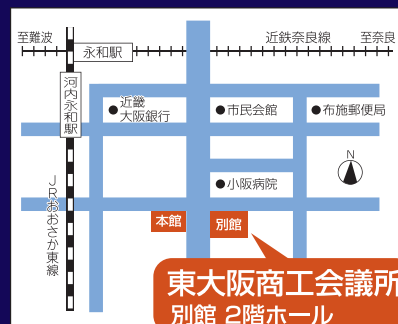 至難波
近鉄奈良線
至奈良
永和駅
河内永和駅
近畿
大阪銀行
市民会館
布施郵便局
N
小阪病院
JRおおさか東線
本館
別館
東大阪商工会議所
別館 2階ホール